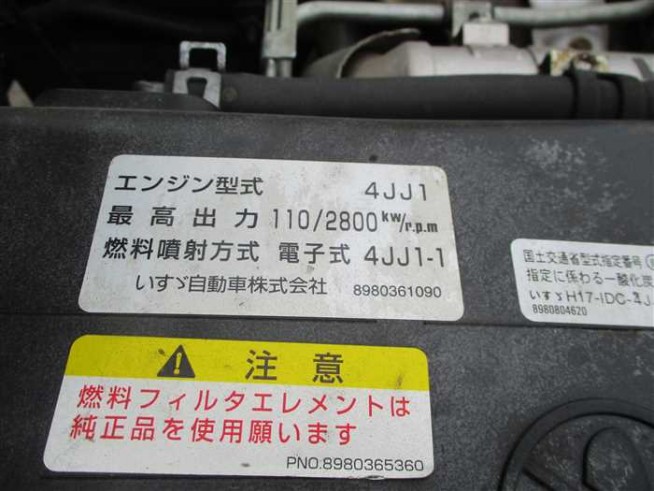 エンジン型式 4JJ1
最高出力 110/2800 kw/r.p.m
燃料噴射方式 電子式 4JJ1-1
いすゞ自動車株式会社 8980361090
国土交通省型式指定番号
指定に係わる一酸化炭
いすゞH17-IDC-4J
8980804620
注意
燃料フィルタエレメントは
純正品を使用願います
PNO.8980365360